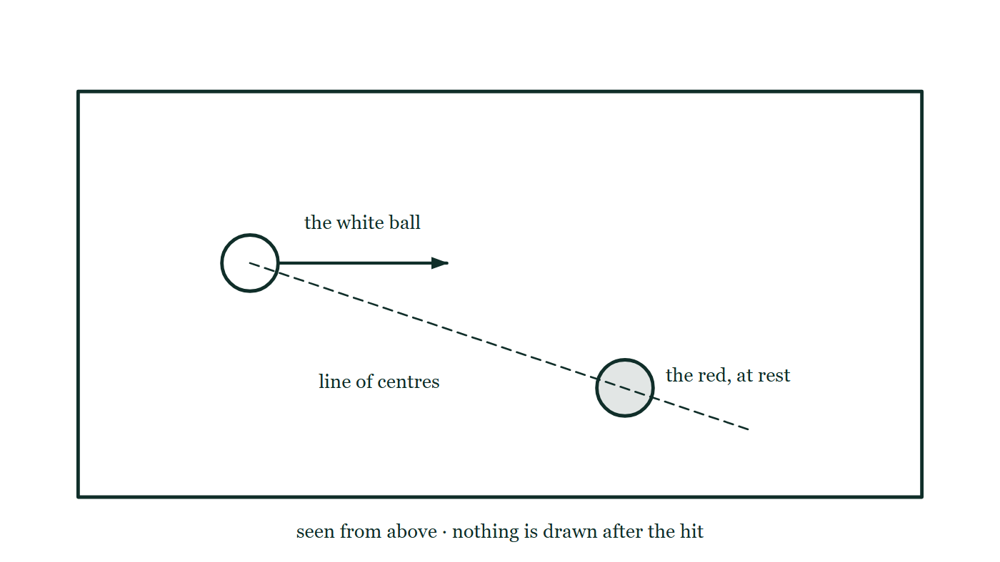 the white ball
line of centres
the red, at rest
seen from above · nothing is drawn after the hit